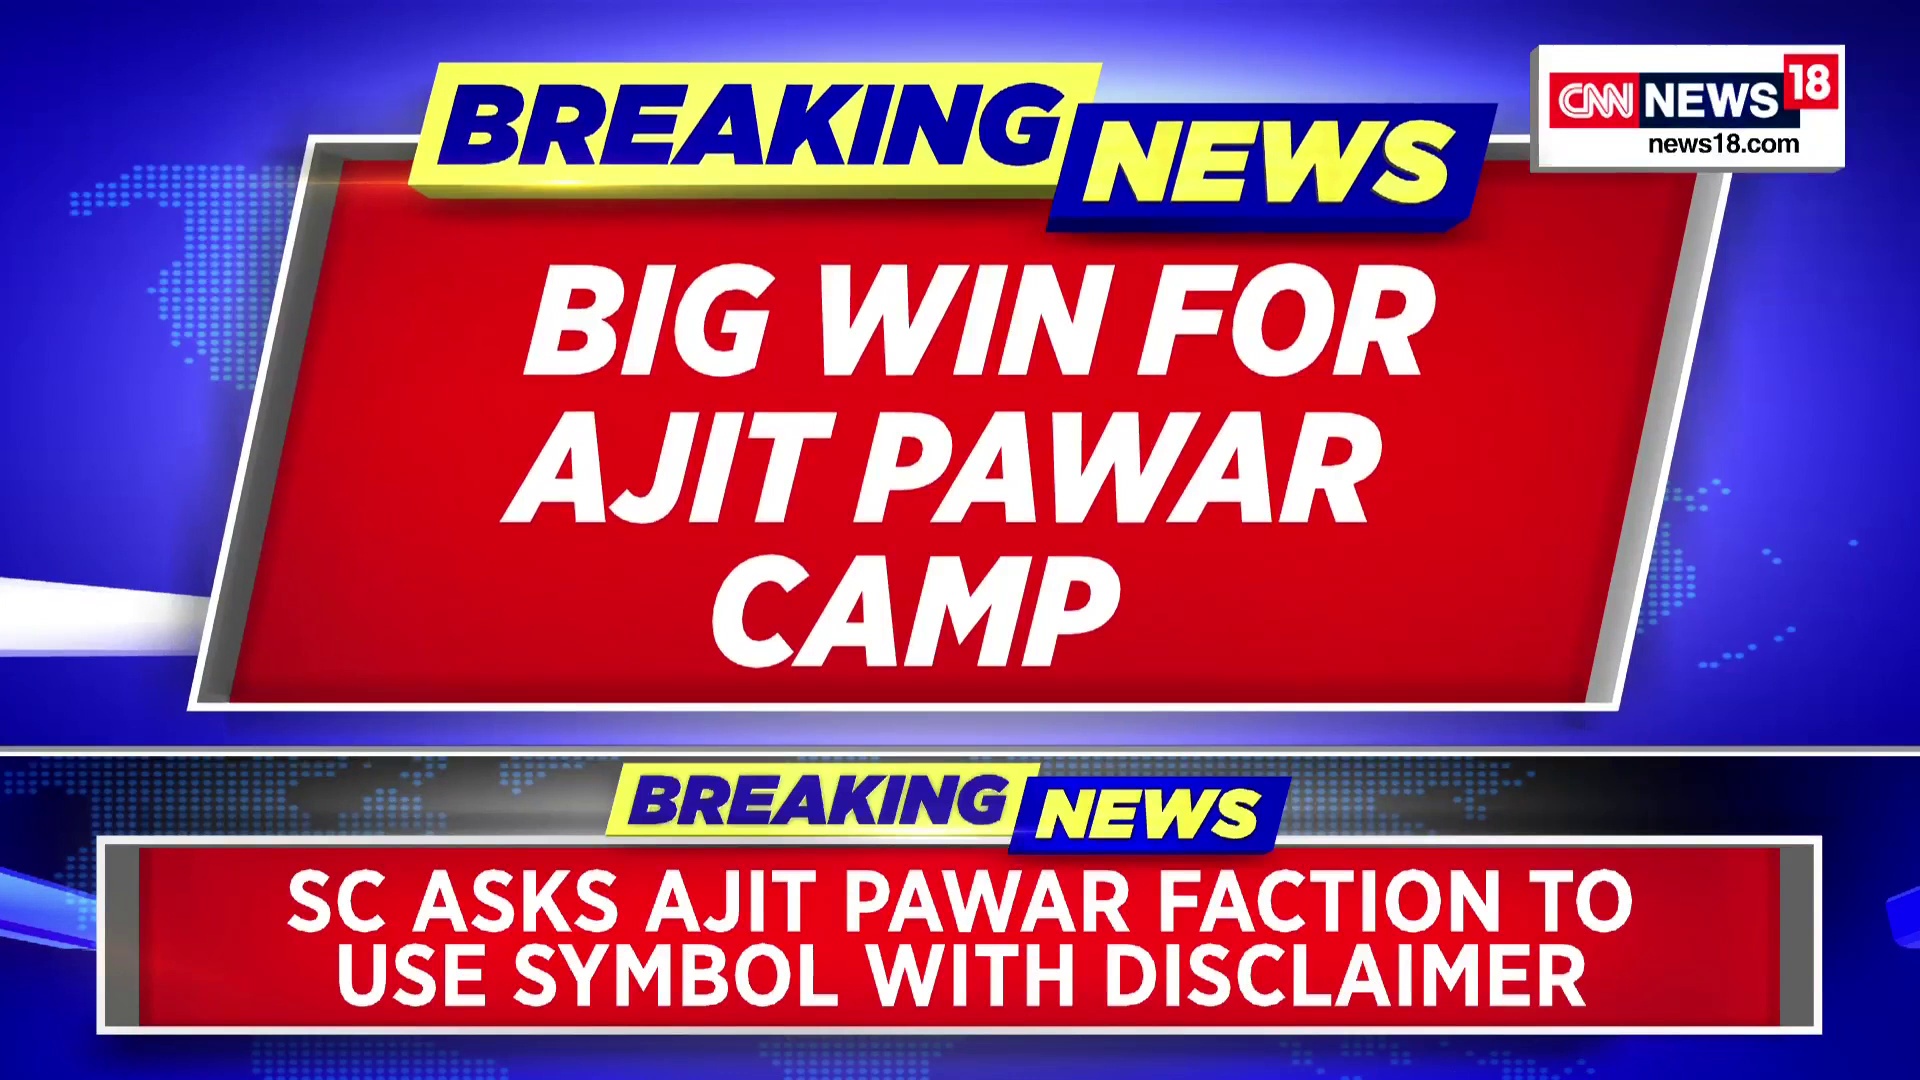 BREAKING NEWS
CNN NEWS 18
news18.com
BIG WIN FOR
AJIT PAWAR
CAMP
BREAKING NEWS
SC ASKS AJIT PAWAR FACTION TO
USE SYMBOL WITH DISCLAIMER